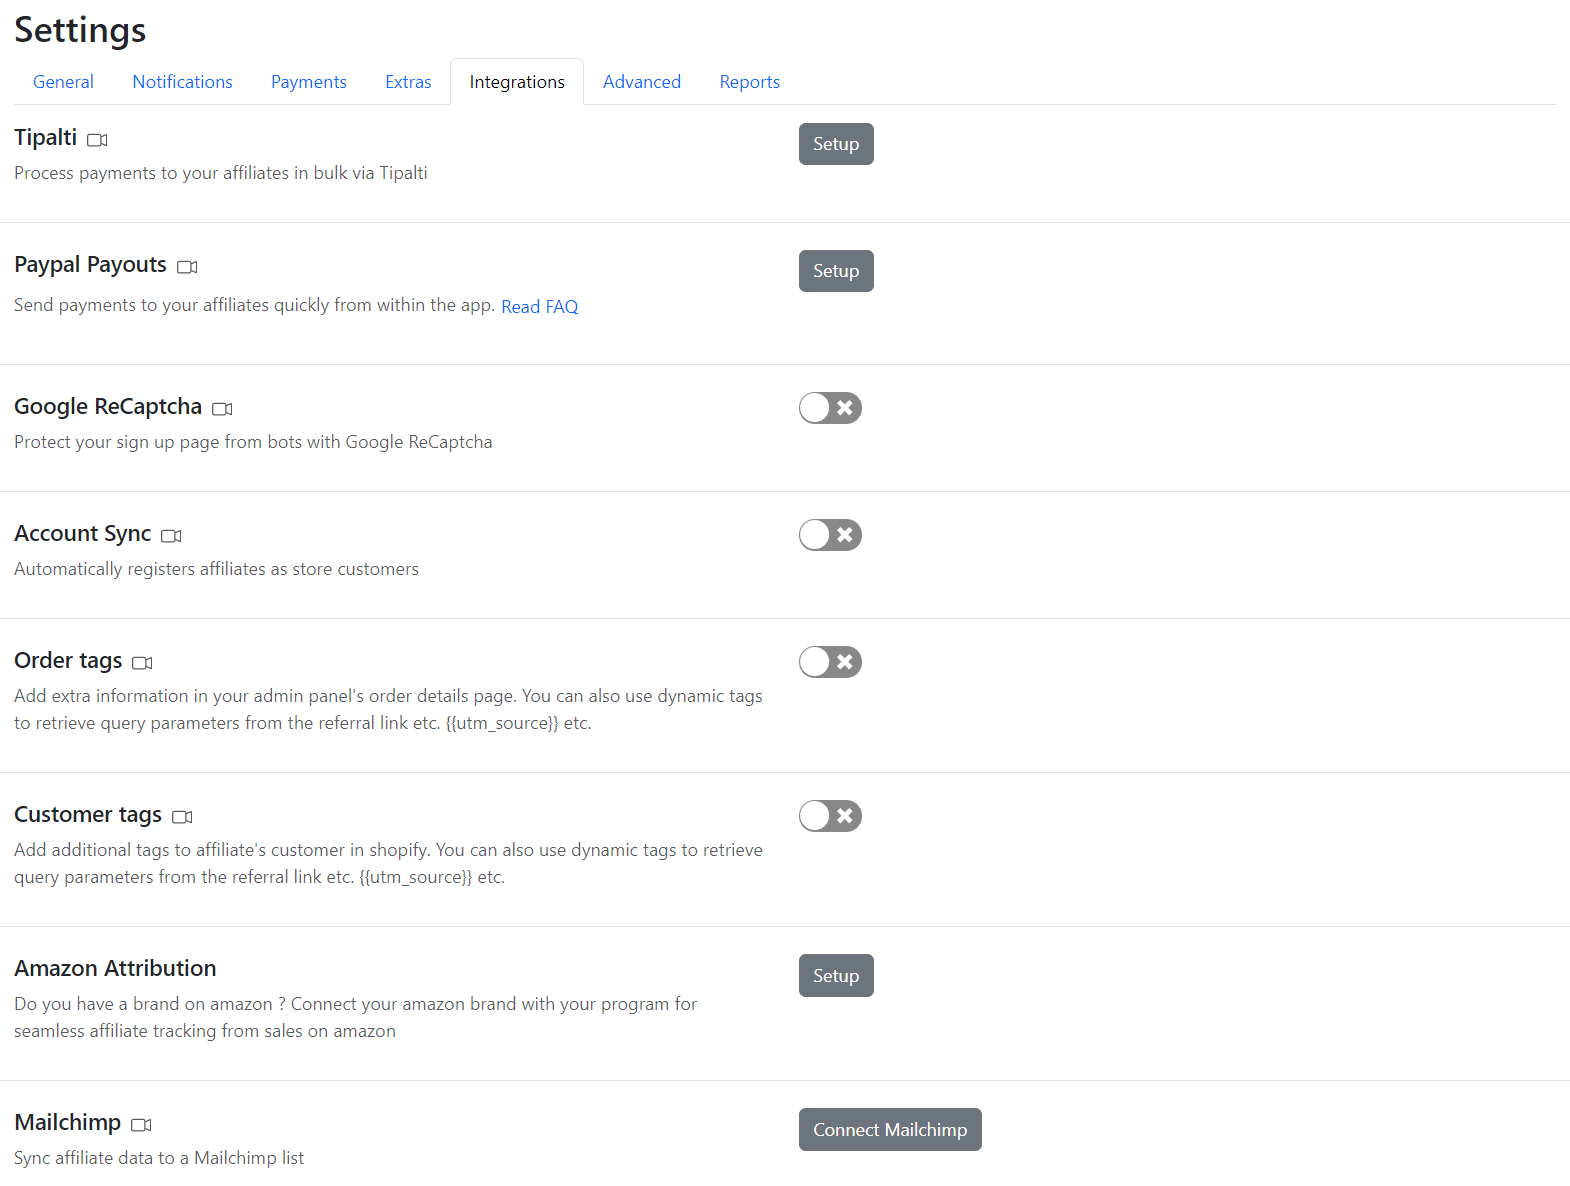 Settings
General Notifications Payments Extras Integrations Advanced Reports
Tipalti
Setup
Process payments to your affiliates in bulk via Tipalti
Paypal Payouts
Setup
Send payments to your affiliates quickly from within the app. Read FAQ
Google ReCaptcha
Protect your sign up page from bots with Google ReCaptcha
Account Sync
Automatically registers affiliates as store customers
Order tags
Add extra information in your admin panel's order details page. You can also use dynamic tags
to retrieve query parameters from the referral link etc. {{utm_source}} etc.
Customer tags
Add additional tags to affiliate's customer in shopify. You can also use dynamic tags to retrieve
query parameters from the referral link etc. {{utm_source}} etc.
Amazon Attribution
Setup
Do you have a brand on amazon ? Connect your amazon brand with your program for
seamless affiliate tracking from sales on amazon
Mailchimp
Connect Mailchimp
Sync affiliate data to a Mailchimp list